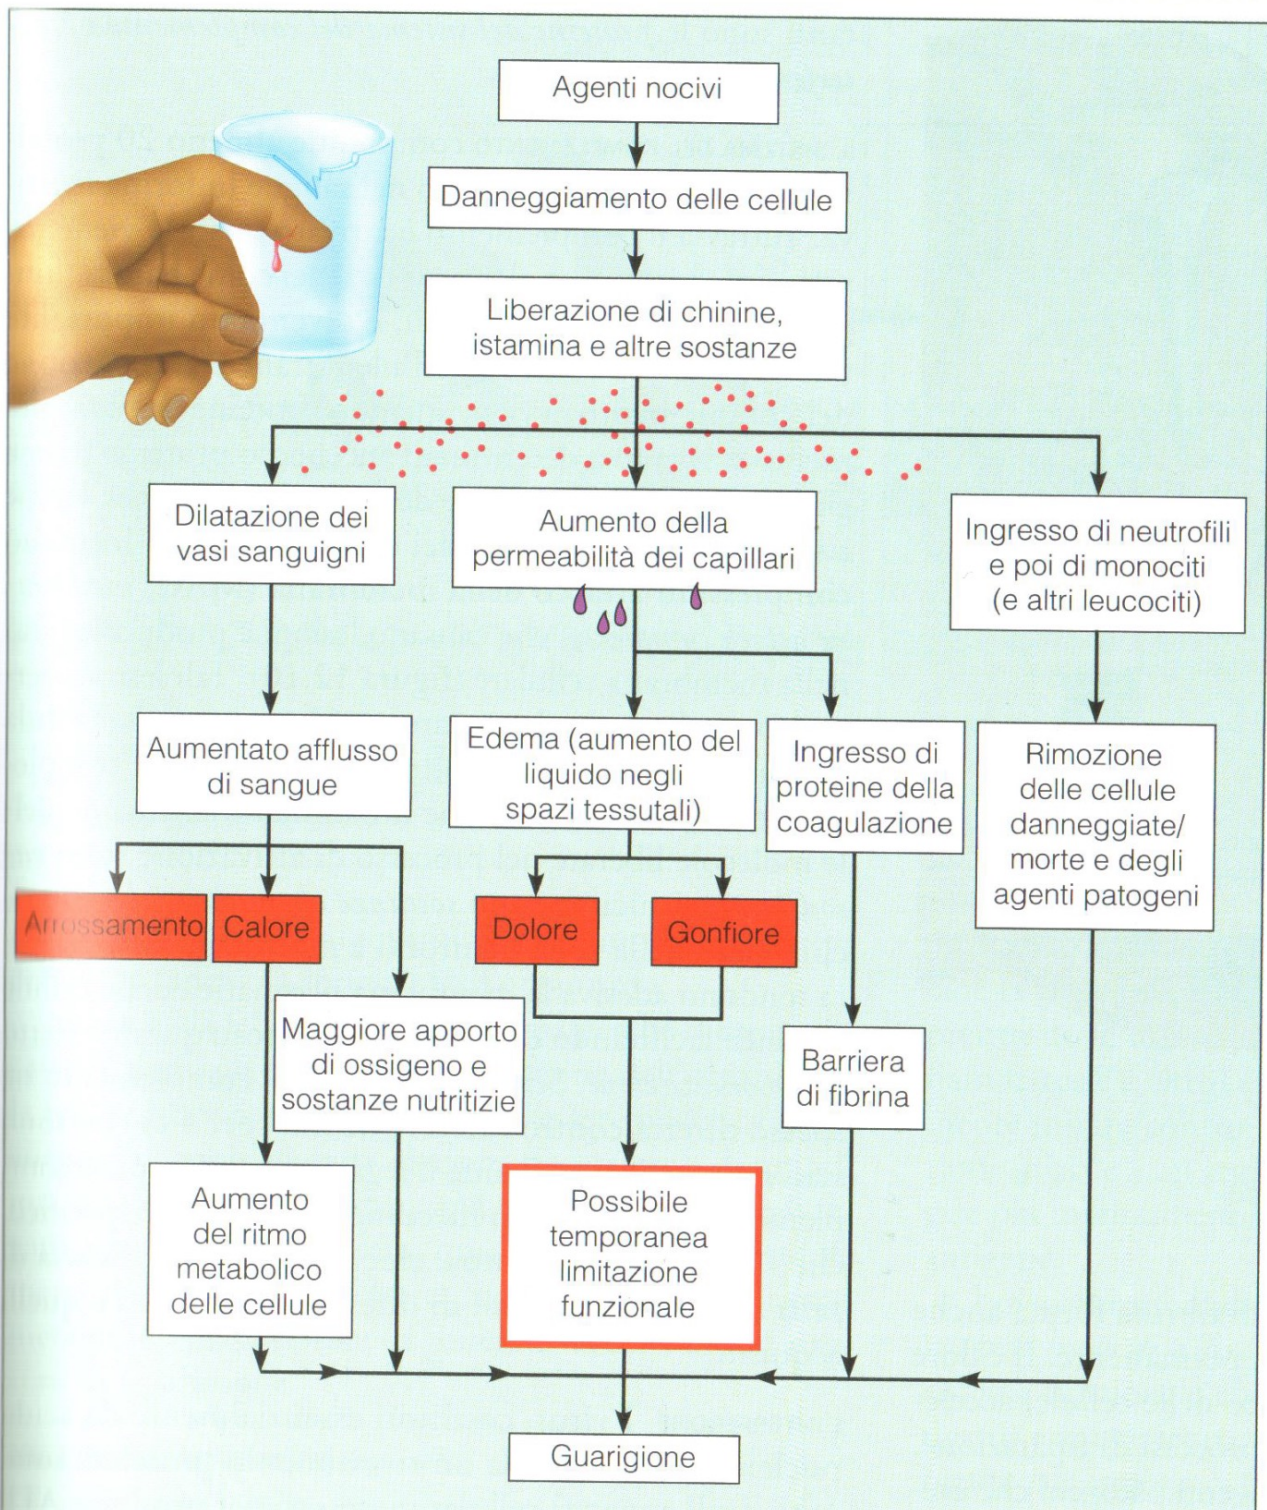 Agenti nocivi
Danneggiamento delle cellule
Liberazione di chinine,
istamina e altre sostanze
Dilatazione dei
vasi sanguigni
Aumento della
permeabilità dei capillari
Ingresso di neutrofili
e poi di monociti
(e altri leucociti)
Aumentato afflusso
di sangue
Edema (aumento del
liquido negli
spazi tessutali)
Ingresso di
proteine della
coagulazione
Rimozione
delle cellule
danneggiate/
morte e degli
agenti patogeni
Arrossamento
Calore
Dolore
Gonfiore
Maggiore apporto
di ossigeno e
sostanze nutritizie
Barriera
di fibrina
Aumento
del ritmo
metabolico
delle cellule
Possibile
temporanea
limitazione
funzionale
Guarigione